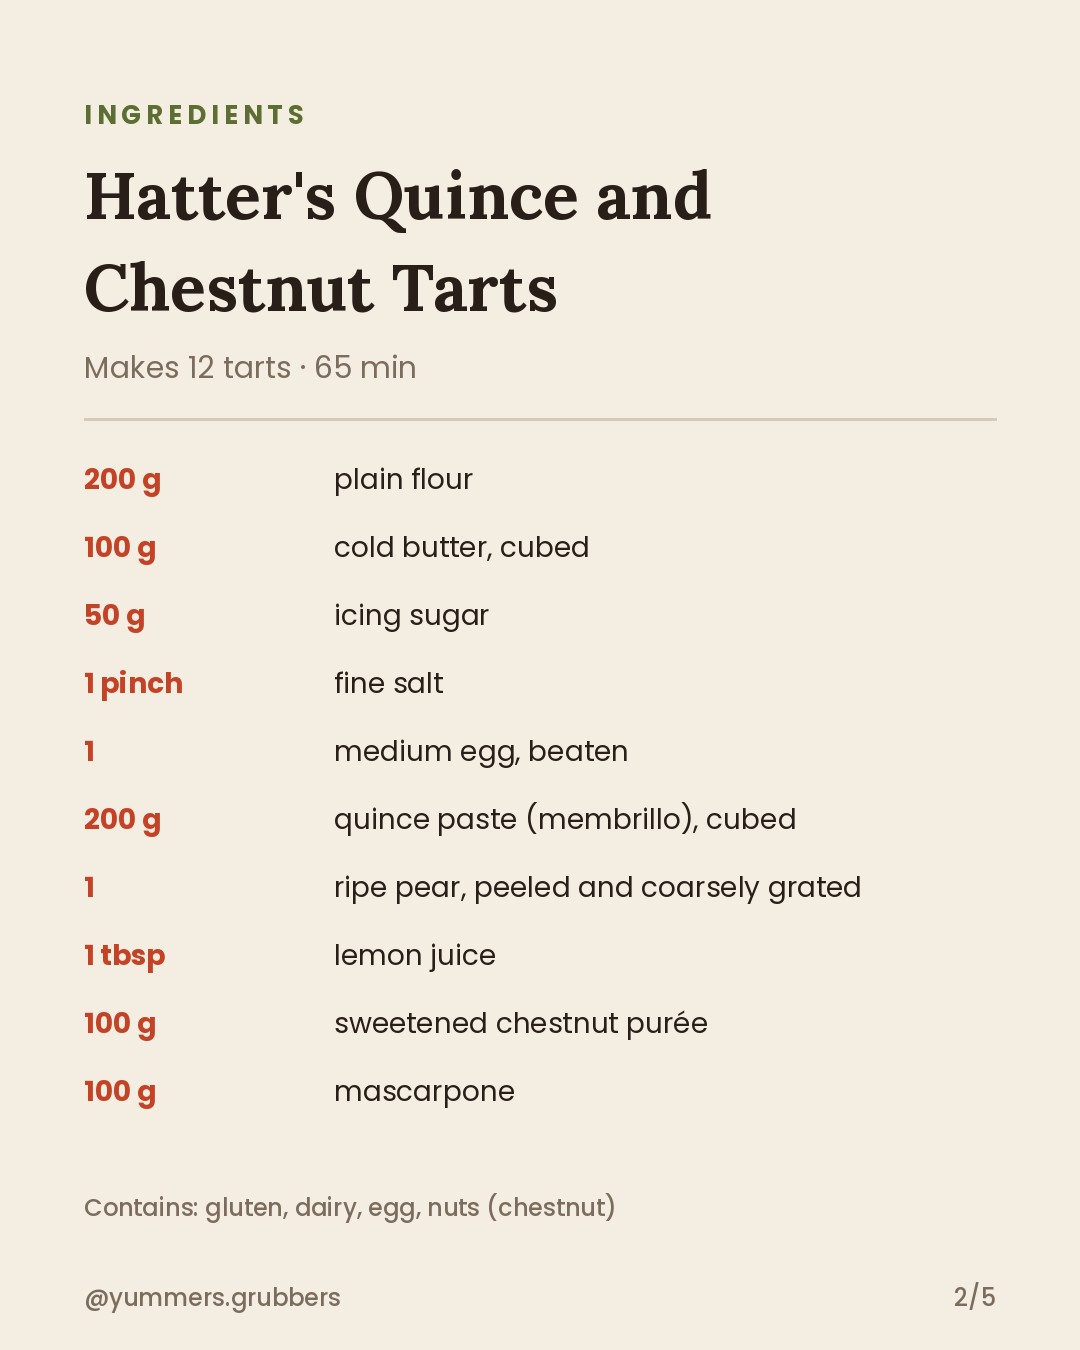 INGREDIENTS
Hatter's Quince and
Chestnut Tarts
Makes 12 tarts · 65 min
200 g plain flour
100 g cold butter, cubed
50 g icing sugar
1 pinch fine salt
1 medium egg, beaten
200 g quince paste (membrillo), cubed
1 ripe pear, peeled and coarsely grated
1 tbsp lemon juice
100 g sweetened chestnut purée
100 g mascarpone
Contains: gluten, dairy, egg, nuts (chestnut)
@yummers.grubbers 2/5